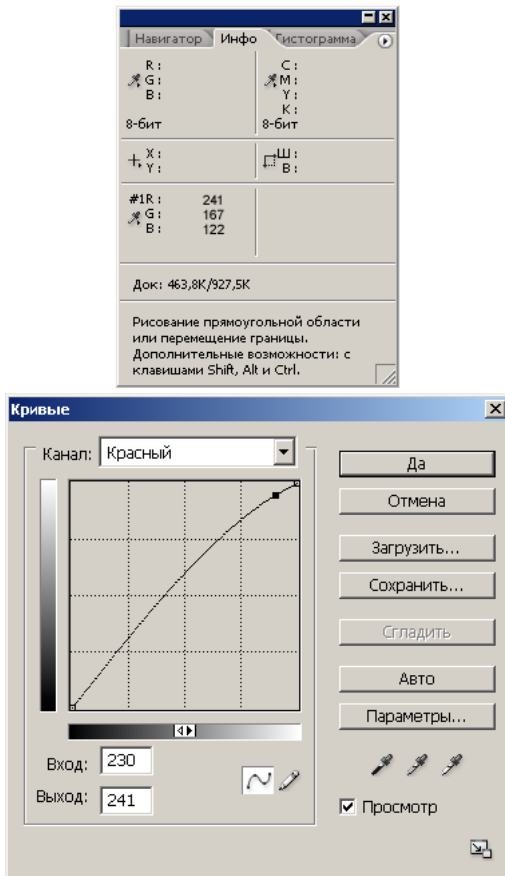 Навигатор Инфо Гистограмма
R: C:
G: M:
B: Y:
K:
8-бит 8-бит
X: Ш:
Y: В:
#1R: 241
G: 167
B: 122
Док: 463,8K/927,5K
Рисование прямоугольной области
или перемещение границы.
Дополнительные возможности: с
клавишами Shift, Alt и Ctrl.
Кривые
Канал: Красный
Да
Отмена
Загрузить...
Сохранить...
Сгладить
Авто
Параметры...
Вход: 230
Выход: 241
Просмотр